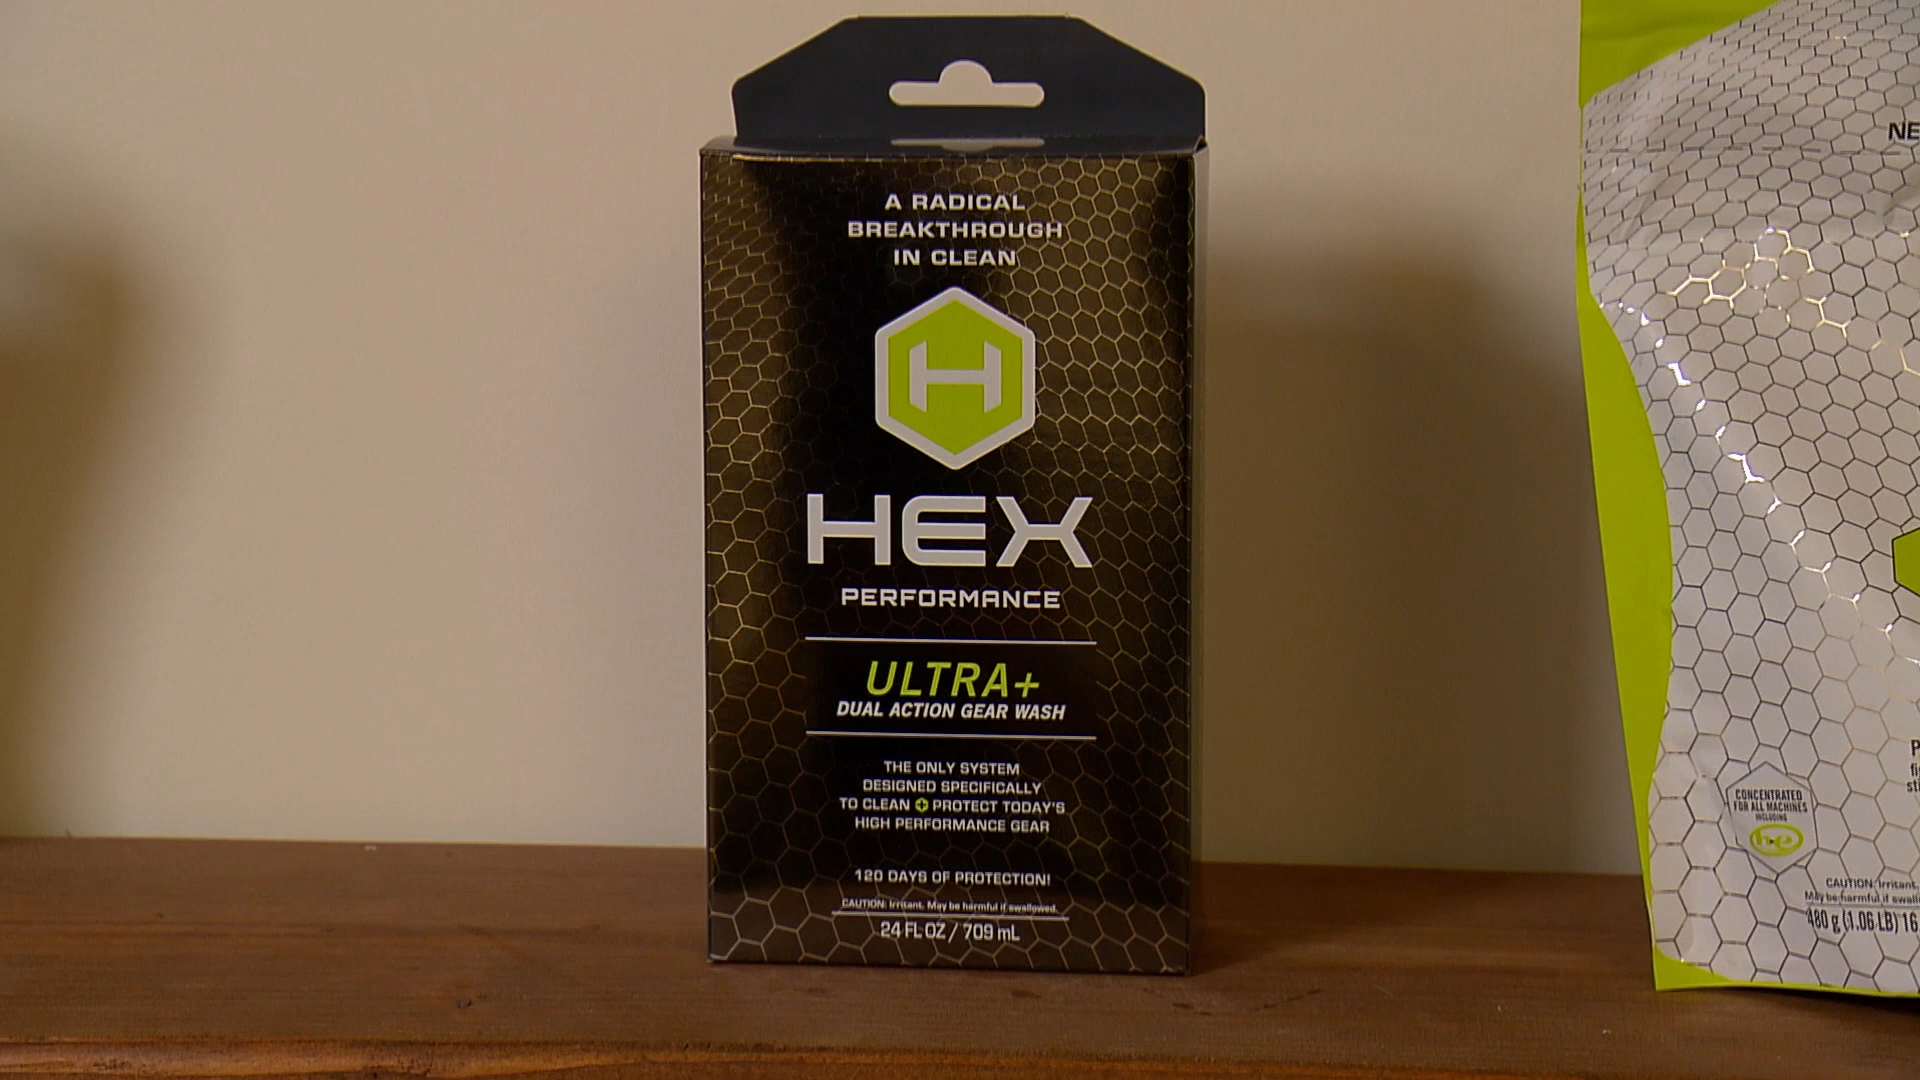 A RADICAL
BREAKTHROUGH
IN CLEAN
H
HEX
PERFORMANCE
ULTRA+
DUAL ACTION GEAR WASH
THE ONLY SYSTEM
DESIGNED SPECIFICALLY
TO CLEAN + PROTECT TODAY'S
HIGH PERFORMANCE GEAR
120 DAYS OF PROTECTION!
CAUTION: Irritant. May be harmful if swallowed.
24 FL OZ / 709 mL
CONCENTRATED
FOR ALL MACHINES
INCLUDING
he
CAUTION: Irritant.
May be harmful if
480 g (1.06 LB) 16